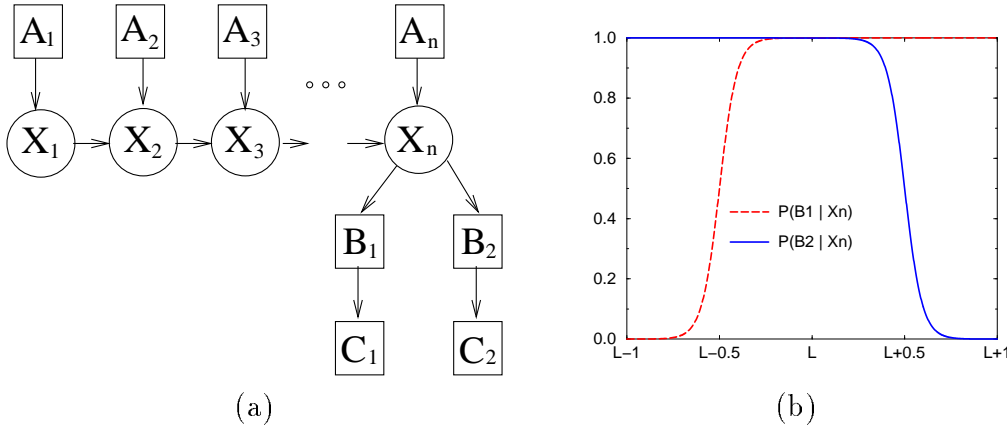 A₁ A₂ A₃ Aₙ
X₁ X₂ X₃ Xₙ
B₁ B₂
C₁ C₂
(a)
1.0
0.8
0.6
0.4
0.2
0.0
P(B1 | Xn)
P(B2 | Xn)
L−1 L−0.5 L L+0.5 L+1
(b)